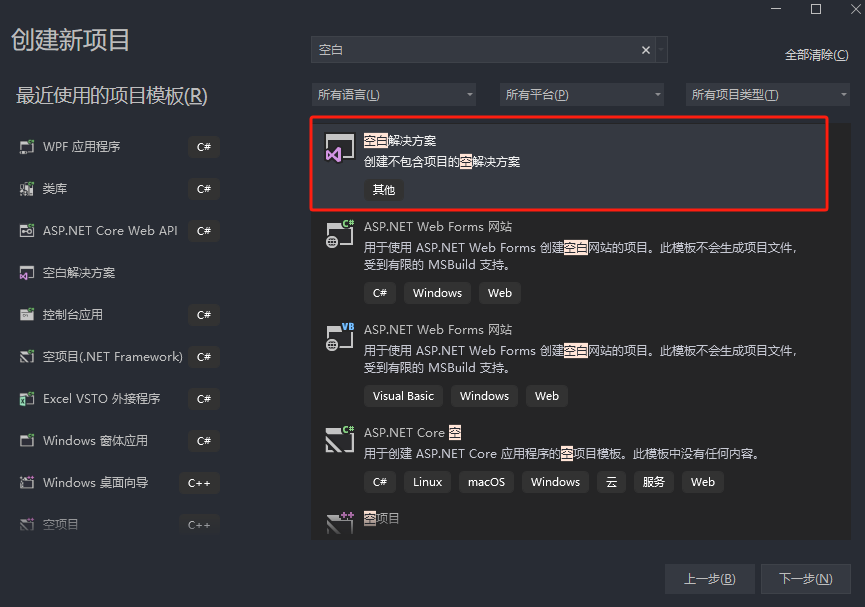 创建新项目
最近使用的项目模板(R)
WPF 应用程序 C#
类库 C#
ASP.NET Core Web API C#
空白解决方案
控制台应用 C#
空项目(.NET Framework) C#
Excel VSTO 外接程序 C#
Windows 窗体应用 C#
Windows 桌面向导 C++
空项目 C++
空白
全部清除(C)
所有语言(L) 所有平台(P) 所有项目类型(T)
空白解决方案
创建不包含项目的空解决方案
其他
C#
ASP.NET Web Forms 网站
用于使用 ASP.NET Web Forms 创建空白网站的项目。此模板不会生成项目文件，
受到有限的 MSBuild 支持。
C# Windows Web
VB
ASP.NET Web Forms 网站
用于使用 ASP.NET Web Forms 创建空白网站的项目。此模板不会生成项目文件，
受到有限的 MSBuild 支持。
Visual Basic Windows Web
C#
ASP.NET Core 空
用于创建 ASP.NET Core 应用程序的空项目模板。此模板中没有任何内容。
C# Linux macOS Windows 云 服务 Web
++
空项目
上一步(B) 下一步(N)